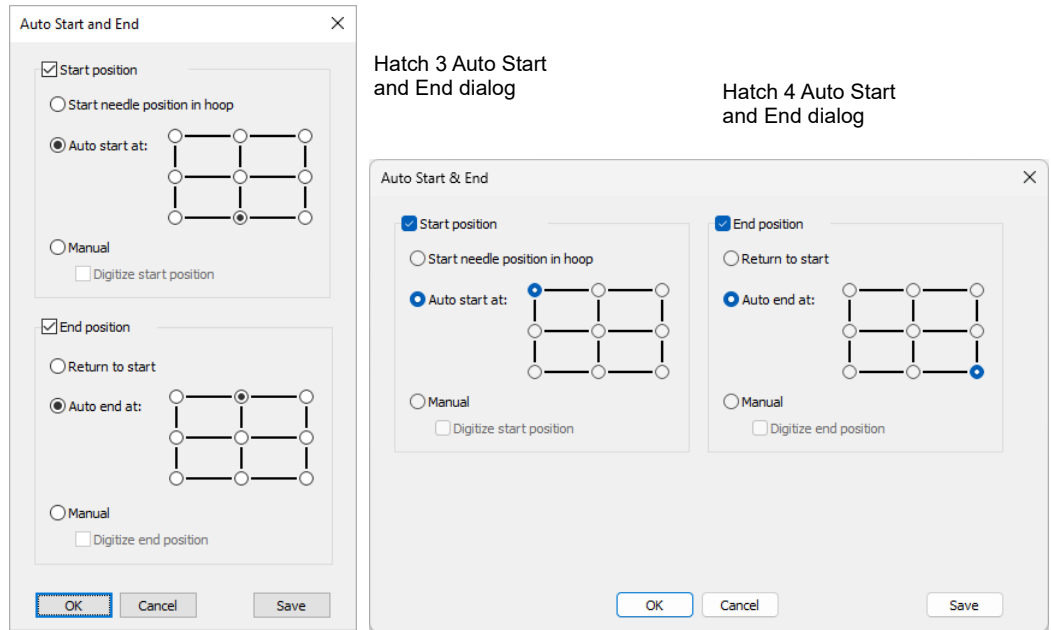 Auto Start and End
Start position
Start needle position in hoop
Auto start at:
Manual
Digitize start position
End position
Return to start
Auto end at:
Manual
Digitize end position
OK
Cancel
Save
Hatch 3 Auto Start
and End dialog
Hatch 4 Auto Start
and End dialog
Auto Start & End
Start position
Start needle position in hoop
Auto start at:
Manual
Digitize start position
End position
Return to start
Auto end at:
Manual
Digitize end position
OK
Cancel
Save